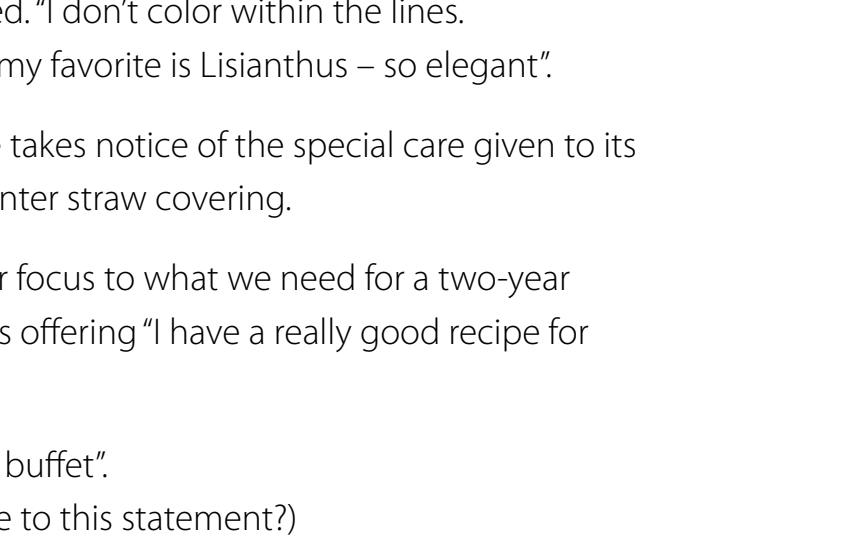 ed. “I don’t color within the lines.
my favorite is Lisianthus – so elegant”.
takes notice of the special care given to its
nter straw covering.
r focus to what we need for a two-year
s offering “I have a really good recipe for
buffet”.
e to this statement?)